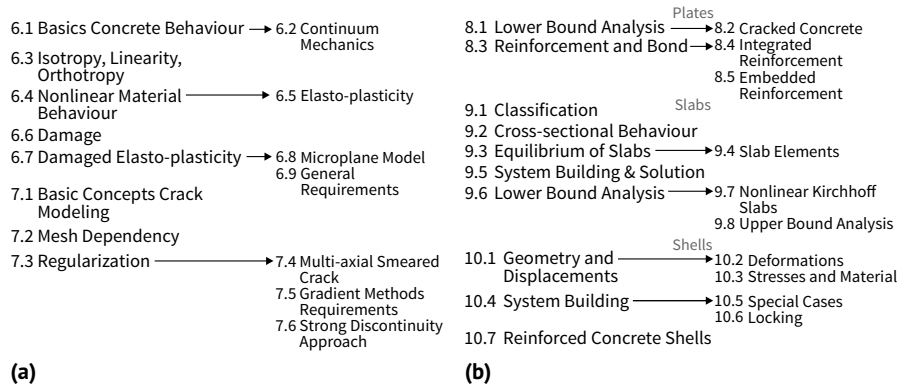 6.1 Basics Concrete Behaviour
6.2 Continuum
Mechanics
6.3 Isotropy, Linearity,
Orthotropy
6.4 Nonlinear Material
Behaviour
6.5 Elasto-plasticity
6.6 Damage
6.7 Damaged Elasto-plasticity
6.8 Microplane Model
6.9 General
Requirements
7.1 Basic Concepts Crack
Modeling
7.2 Mesh Dependency
7.3 Regularization
7.4 Multi-axial Smeared
Crack
7.5 Gradient Methods
Requirements
7.6 Strong Discontinuity
Approach
(a)
Plates
8.1 Lower Bound Analysis
8.2 Cracked Concrete
8.3 Reinforcement and Bond
8.4 Integrated
Reinforcement
8.5 Embedded
Reinforcement
Slabs
9.1 Classification
9.2 Cross-sectional Behaviour
9.3 Equilibrium of Slabs
9.4 Slab Elements
9.5 System Building & Solution
9.6 Lower Bound Analysis
9.7 Nonlinear Kirchhoff
Slabs
9.8 Upper Bound Analysis
Shells
10.1 Geometry and
Displacements
10.2 Deformations
10.3 Stresses and Material
10.4 System Building
10.5 Special Cases
10.6 Locking
10.7 Reinforced Concrete Shells
(b)